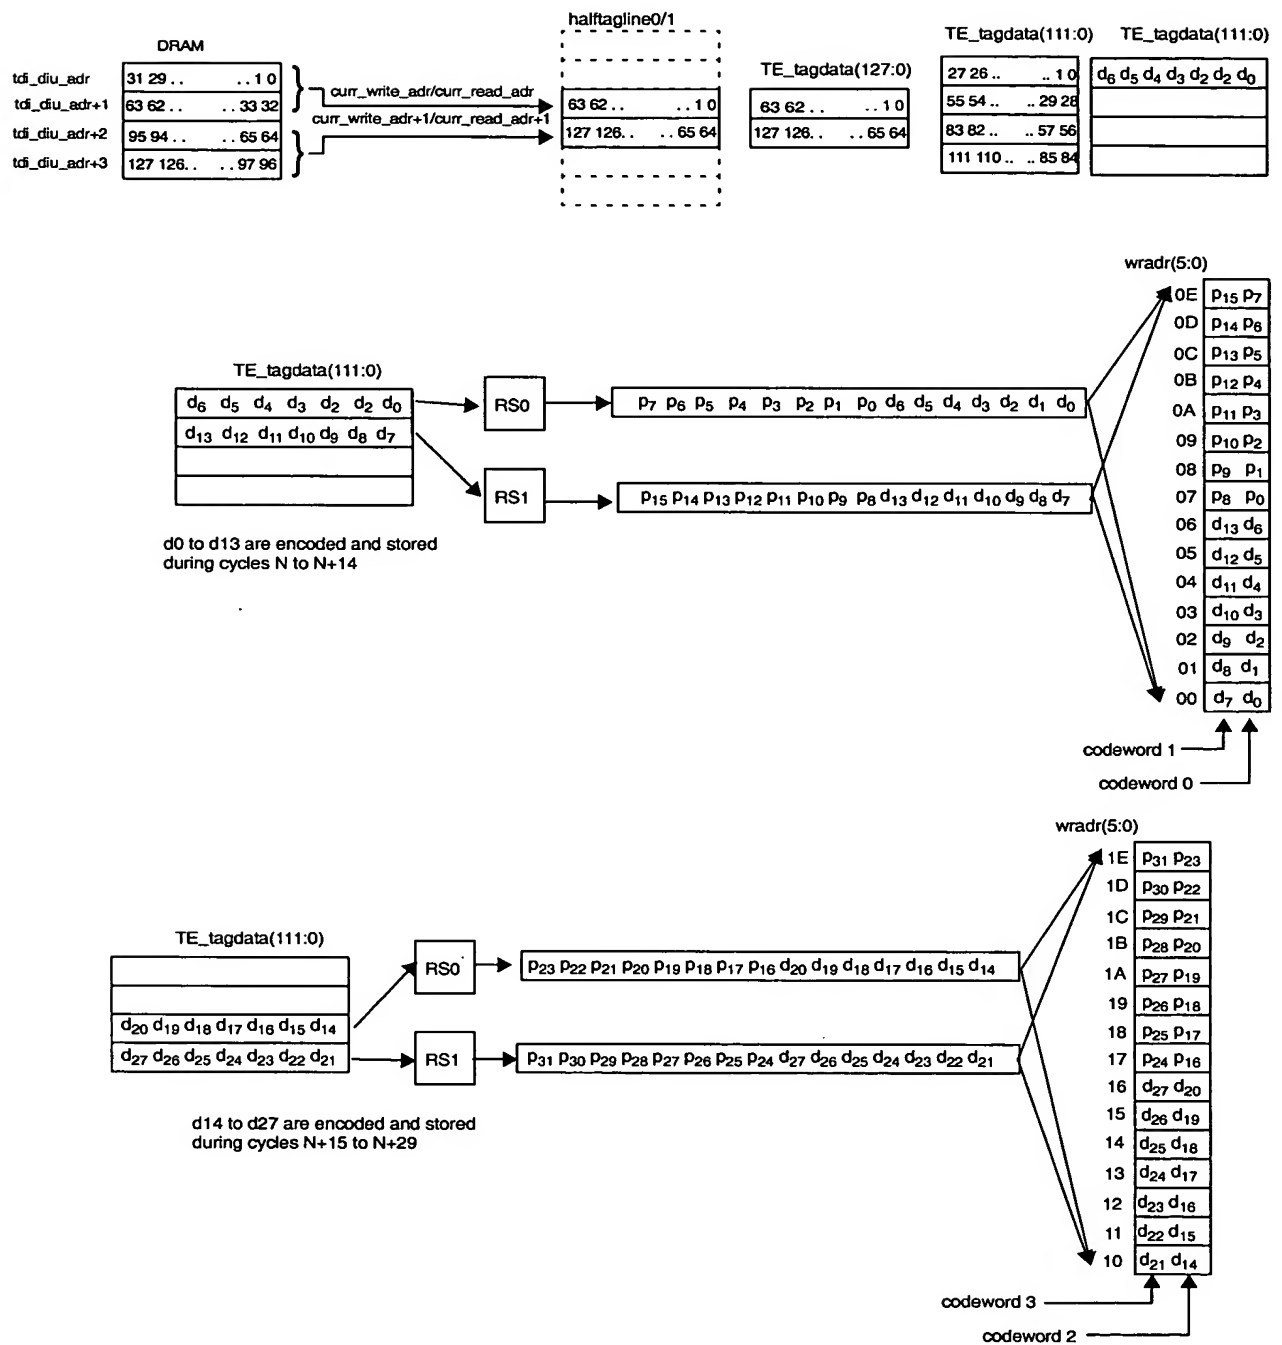 halftagline0/1
DRAM
TE_tagdata(127:0)
TE_tagdata(111:0)
TE_tagdata(111:0)
tdi_diu_adr
31 29 . .
. . 1 0
tdi_diu_adr+1
63 62 . .
. . 33 32
tdi_diu_adr+2
95 94 . .
. . 65 64
tdi_diu_adr+3
127 126. .
. . 97 96
curr_write_adr/curr_read_adr
curr_write_adr+1/curr_read_adr+1
63 62 . .
. . 1 0
127 126. .
. . 65 64
63 62 . .
. . 1 0
127 126. .
. . 65 64
27 26 ..
.. 1 0
55 54 ..
.. 29 28
83 82 ..
.. 57 56
111 110 ..
.. 85 84
d6 d5 d4 d3 d2 d2 d0
wradr(5:0)
0E p15 p7
0D p14 p6
0C p13 p5
0B p12 p4
0A p11 p3
09 p10 p2
08 p9 p1
07 p8 p0
06 d13 d6
05 d12 d5
04 d11 d4
03 d10 d3
02 d9 d2
01 d8 d1
00 d7 d0
codeword 1
codeword 0
TE_tagdata(111:0)
d6 d5 d4 d3 d2 d2 d0
d13 d12 d11 d10 d9 d8 d7
RS0
p7 p6 p5 p4 p3 p2 p1 p0 d6 d5 d4 d3 d2 d1 d0
RS1
p15 p14 p13 p12 p11 p10 p9 p8 d13 d12 d11 d10 d9 d8 d7
d0 to d13 are encoded and stored
during cycles N to N+14
wradr(5:0)
1E p31 p23
1D p30 p22
1C p29 p21
1B p28 p20
1A p27 p19
19 p26 p18
18 p25 p17
17 p24 p16
16 d27 d20
15 d26 d19
14 d25 d18
13 d24 d17
12 d23 d16
11 d22 d15
10 d21 d14
codeword 3
codeword 2
TE_tagdata(111:0)
d20 d19 d18 d17 d16 d15 d14
d27 d26 d25 d24 d23 d22 d21
RS0
p23 p22 p21 p20 p19 p18 p17 p16 d20 d19 d18 d17 d16 d15 d14
RS1
p31 p30 p29 p28 p27 p26 p25 p24 d27 d26 d25 d24 d23 d22 d21
d14 to d27 are encoded and stored
during cycles N+15 to N+29